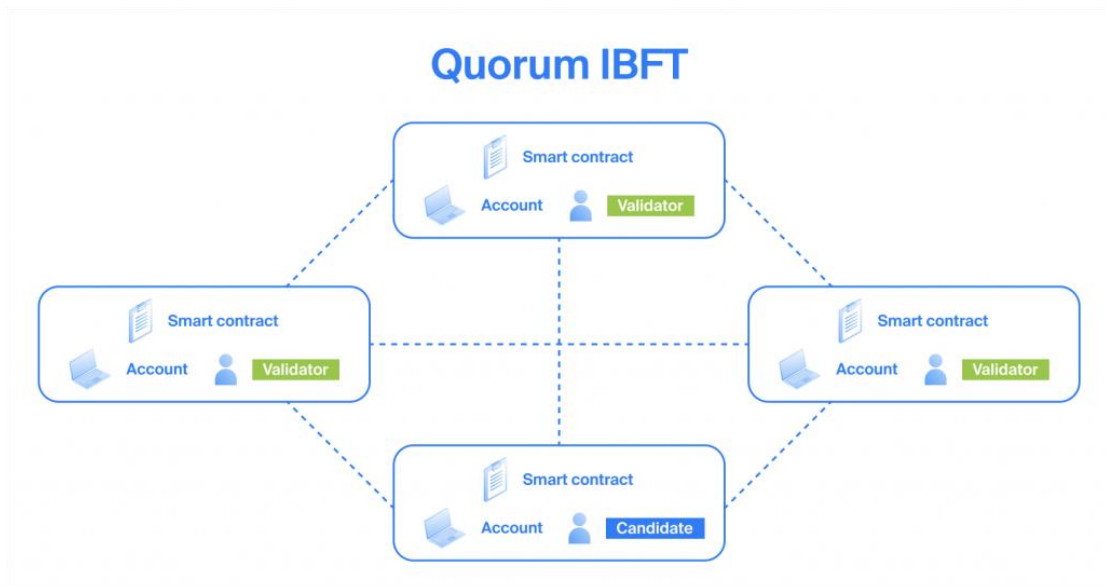 Quorum IBFT
Smart contract
Account Validator
Smart contract
Account Validator
Smart contract
Account Validator
Smart contract
Account Candidate